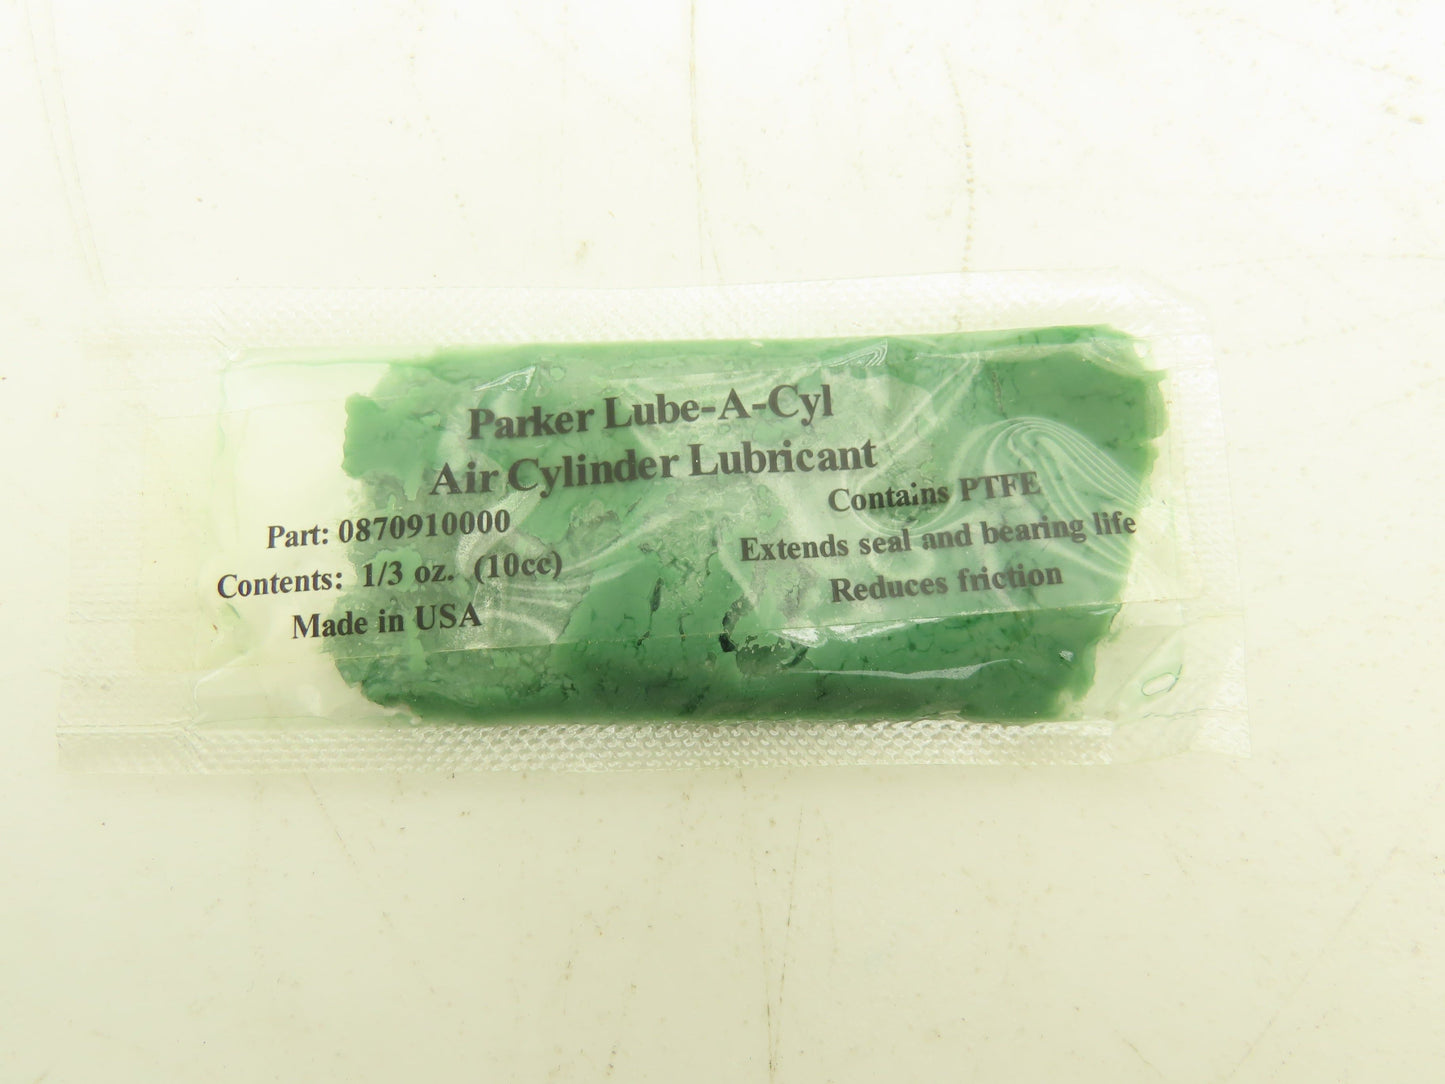 Parker Lube-A-Cyl
Air Cylinder Lubricant
Part: 0870910000
Contents: 1/3 oz. (10cc)
Made in USA
Contains PTFE
Extends seal and bearing life
Reduces friction